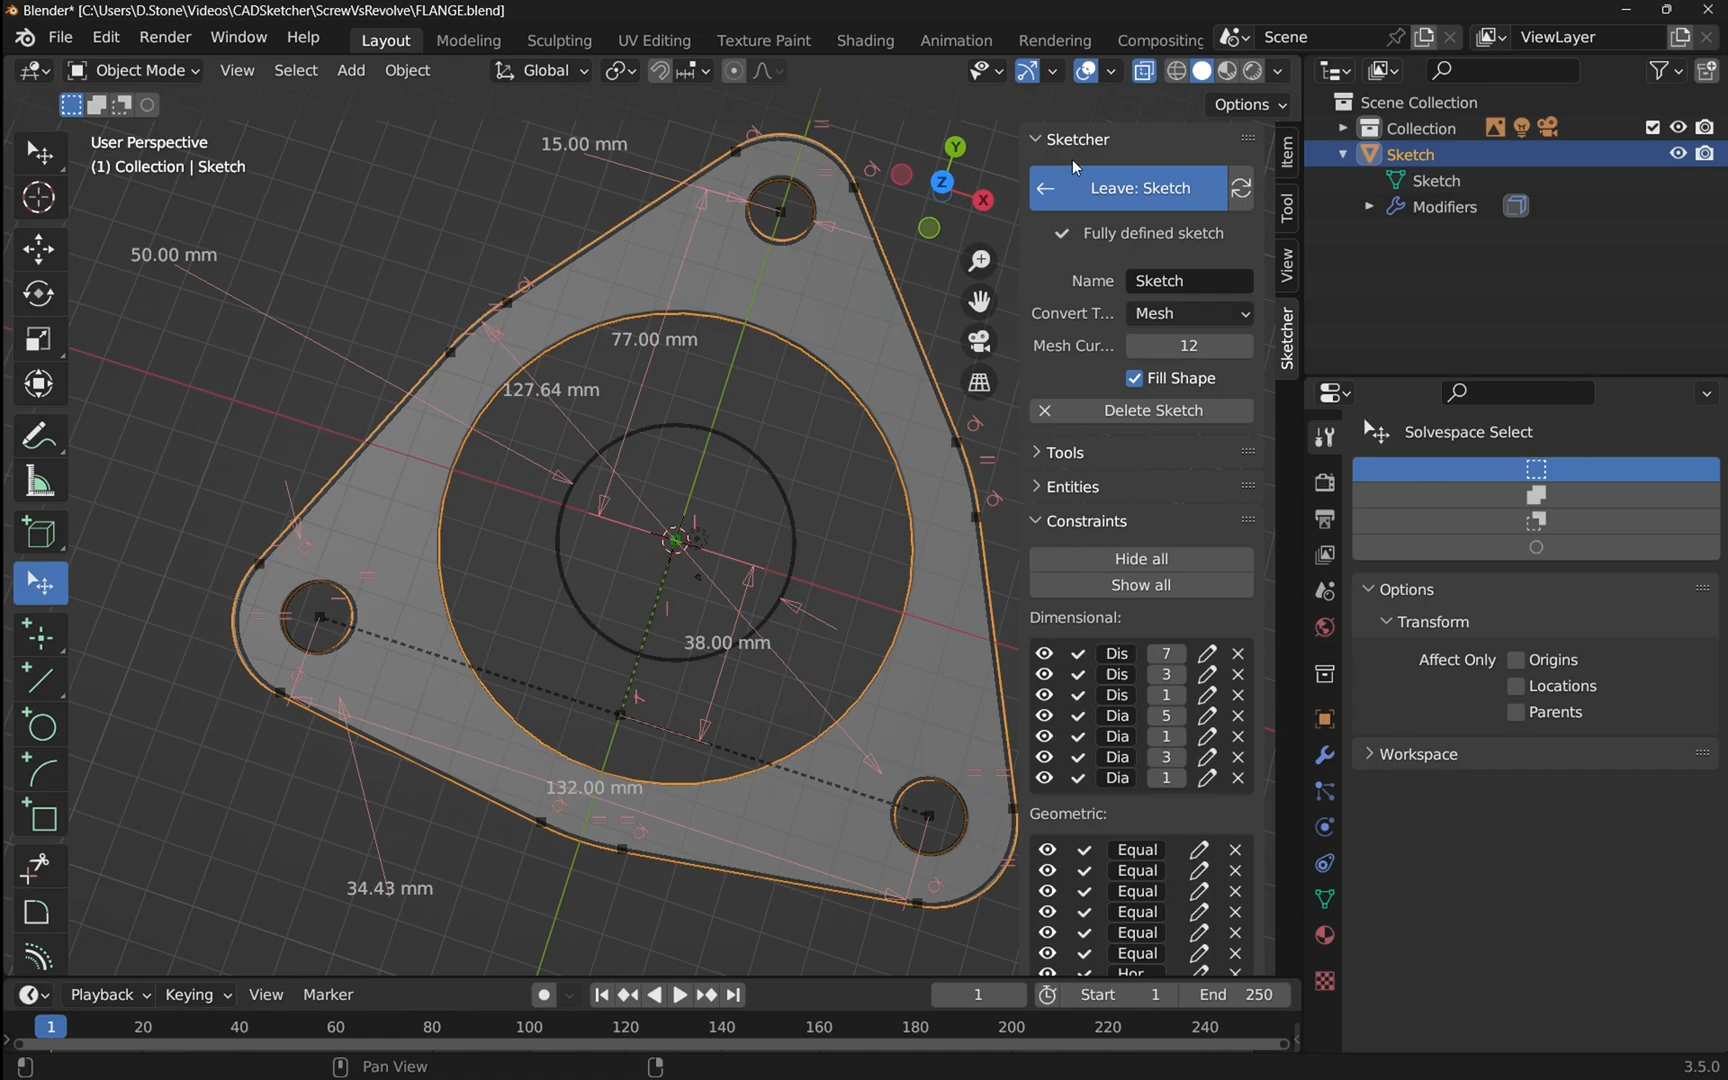 Blender* [C:\Users\D.Stone\Videos\CADSketcher\ScrewVsRevolve\FLANGE.blend]
File Edit Render Window Help Layout Modeling Sculpting UV Editing Texture Paint Shading Animation Rendering Compositing Scene ViewLayer
Object Mode View Select Add Object Global
Options
User Perspective
(1) Collection | Sketch
15.00 mm
50.00 mm
77.00 mm
127.64 mm
38.00 mm
132.00 mm
34.43 mm
Y
Z
X
Sketcher
Leave: Sketch
Fully defined sketch
Name Sketch
Convert T... Mesh
Mesh Cur... 12
Fill Shape
Delete Sketch
Tools
Entities
Constraints
Hide all
Show all
Dimensional:
Dis 7
Dis 3
Dis 1
Dia 5
Dia 1
Dia 3
Dia 1
Geometric:
Equal
Equal
Equal
Equal
Equal
Equal
Hor
Item
Tool
View
Sketcher
Scene Collection
Collection
Sketch
Sketch
Modifiers
Solvespace Select
Options
Transform
Affect Only Origins
Locations
Parents
Workspace
Playback Keying View Marker 1 Start 1 End 250
1 20 40 60 80 100 120 140 160 180 200 220 240
Pan View
3.5.0